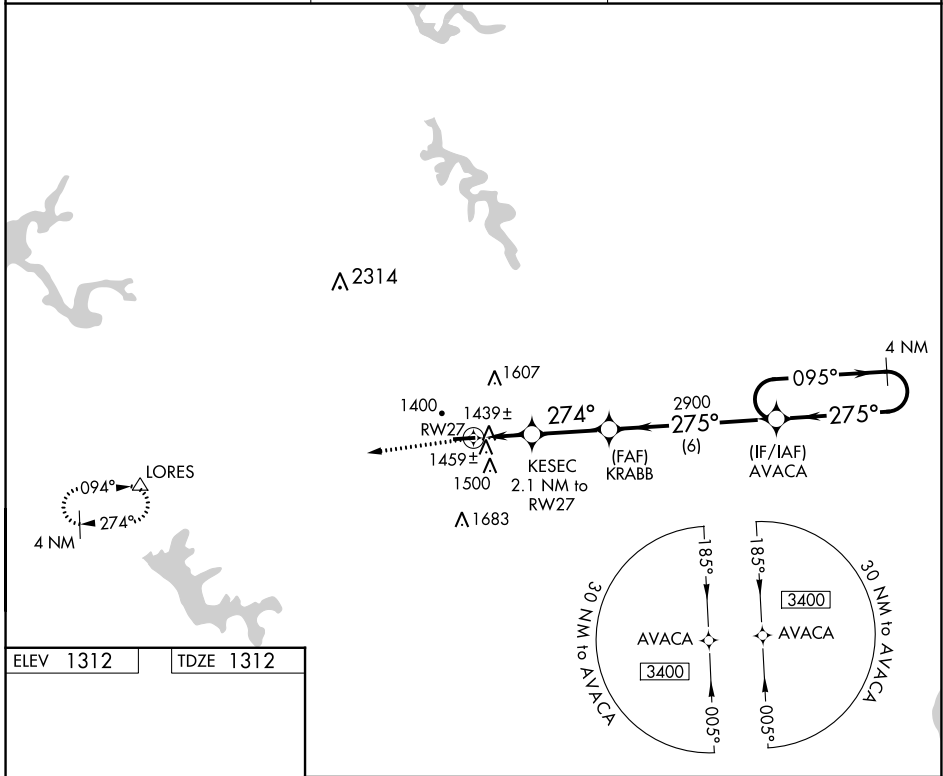 2314
4 NM
1607
095°
1400
1439±
274°
2900
275°
275°
RW27
(6)
1459±
KESEC
2.1 NM to
RW27
(FAF)
KRABB
(IF/IAF)
AVACA
LORES
094°
1500
274°
4 NM
1683
185°
185°
30 NM to AVACA
30 NM to AVACA
3400
AVACA
AVACA
3400
005°
005°
ELEV 1312
TDZE 1312